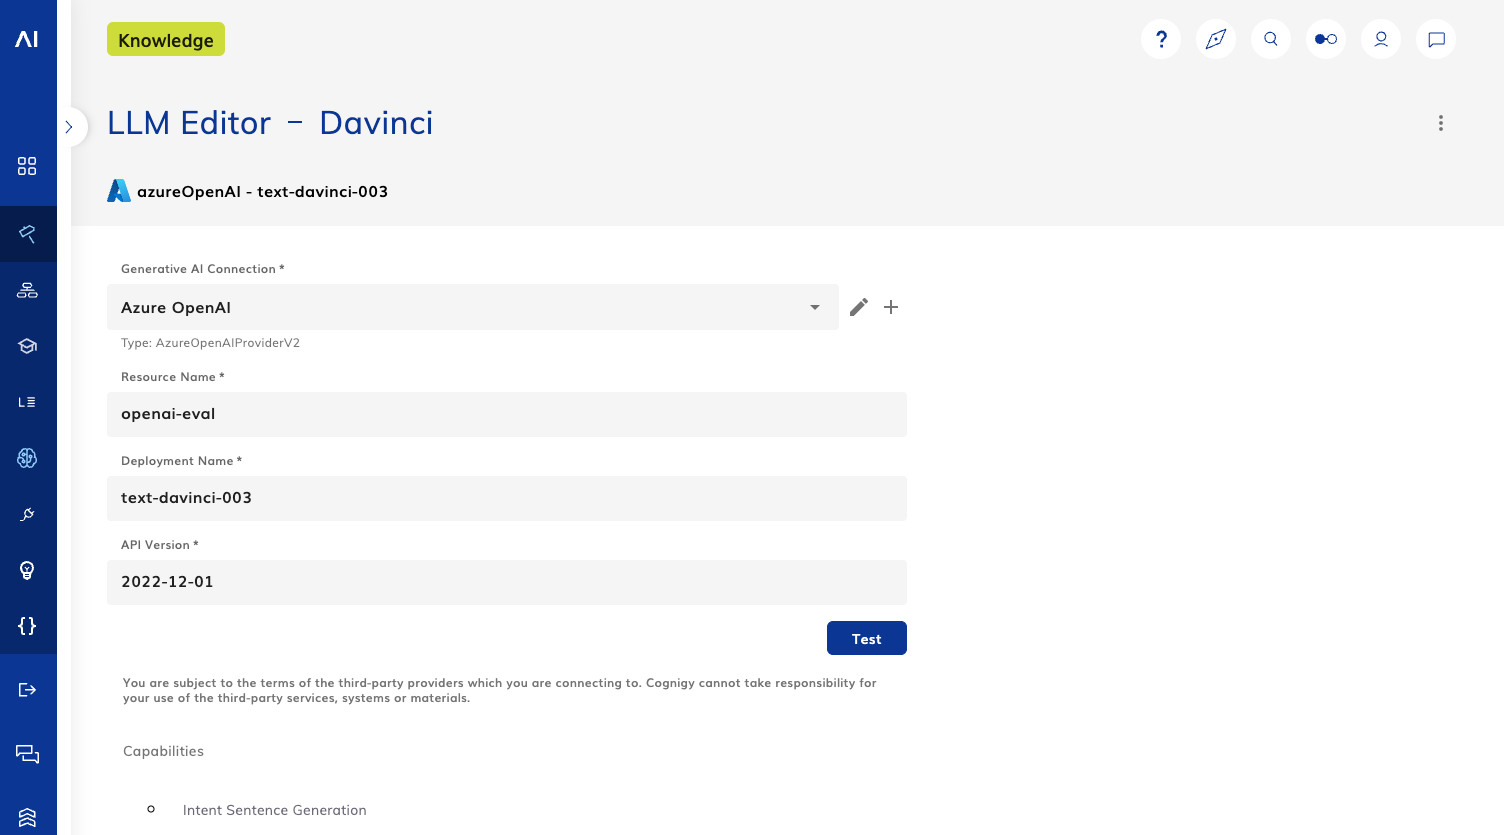 AI
Knowledge
?
LLM Editor – Davinci
azureOpenAI - text-davinci-003
Generative AI Connection *
Azure OpenAI
Type: AzureOpenAIProviderV2
Resource Name *
openai-eval
Deployment Name *
text-davinci-003
API Version *
2022-12-01
Test
You are subject to the terms of the third-party providers which you are connecting to. Cognigy cannot take responsibility for
your use of the third-party services, systems or materials.
Capabilities
Intent Sentence Generation